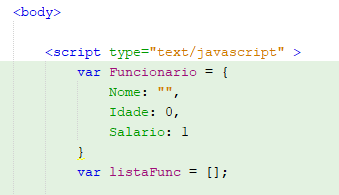 <body>
<script type="text/javascript" >
var Funcionario = {
Nome: "",
Idade: 0,
Salario: 1
}
var listaFunc = [];